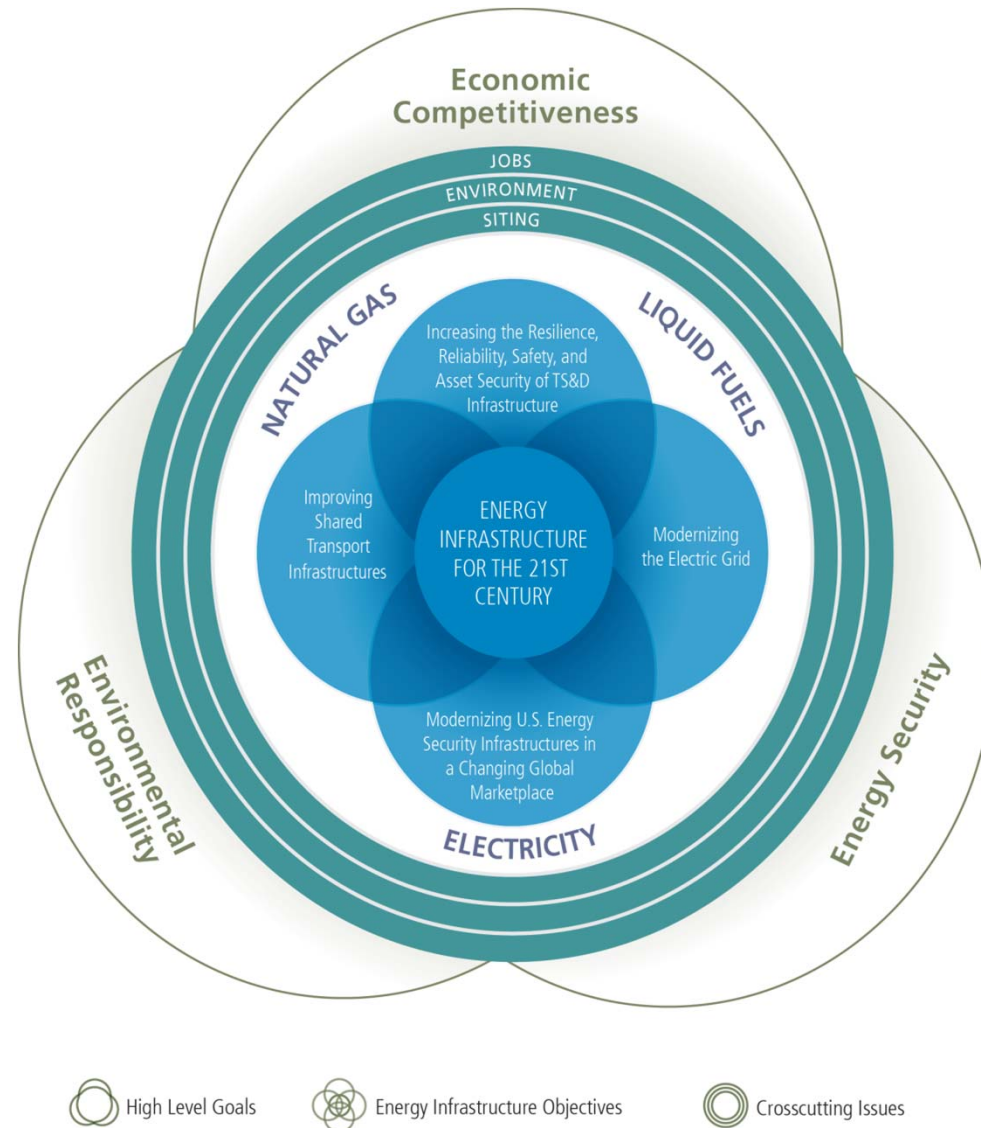 Economic
Competitiveness
JOBS
ENVIRONMENT
SITING
NATURAL GAS
LIQUID FUELS
Increasing the Resilience,
Reliability, Safety, and
Asset Security of TS&D
Infrastructure
Improving
Shared
Transport
Infrastructures
ENERGY
INFRASTRUCTURE
FOR THE 21ST
CENTURY
Modernizing
the Electric Grid
Modernizing U.S. Energy
Security Infrastructures in
a Changing Global
Marketplace
ELECTRICITY
Environmental
Responsibility
Energy Security
High Level Goals
Energy Infrastructure Objectives
Crosscutting Issues